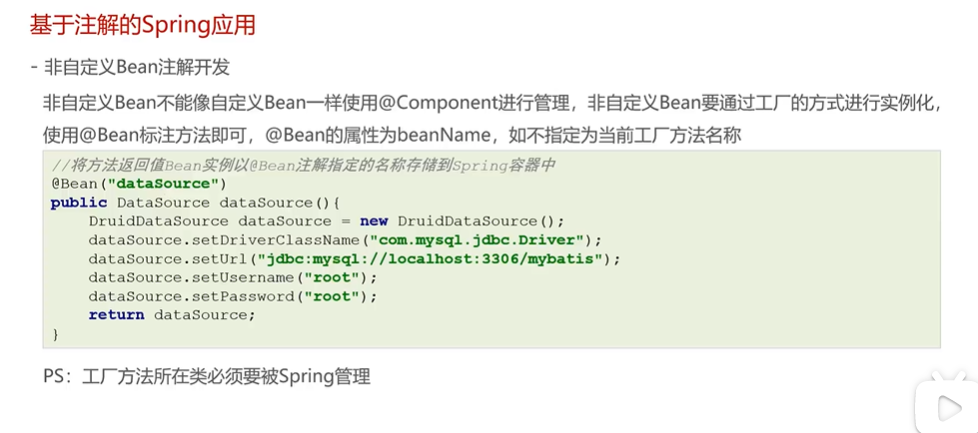 基于注解的Spring应用
- 非自定义Bean注解开发
非自定义Bean不能像自定义Bean一样使用@Component进行管理，非自定义Bean要通过工厂的方式进行实例化，
使用@Bean标注方法即可，@Bean的属性为beanName，如不指定为当前工厂方法名称
//将方法返回值Bean实例以@Bean注解指定的名称存储到Spring容器中
@Bean("dataSource")
public DataSource dataSource(){
    DruidDataSource dataSource = new DruidDataSource();
    dataSource.setDriverClassName("com.mysql.jdbc.Driver");
    dataSource.setUrl("jdbc:mysql://localhost:3306/mybatis");
    dataSource.setUsername("root");
    dataSource.setPassword("root");
    return dataSource;
}
PS：工厂方法所在类必须要被Spring管理